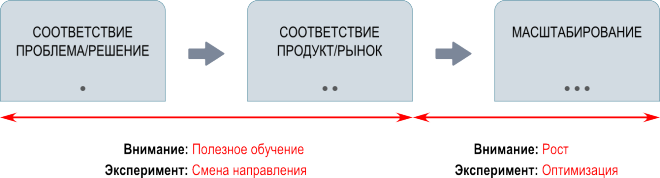 СООТВЕТСТВИЕ
ПРОБЛЕМА/РЕШЕНИЕ
СООТВЕТСТВИЕ
ПРОДУКТ/РЫНОК
МАСШТАБИРОВАНИЕ
Внимание: Полезное обучение
Эксперимент: Смена направления
Внимание: Рост
Эксперимент: Оптимизация